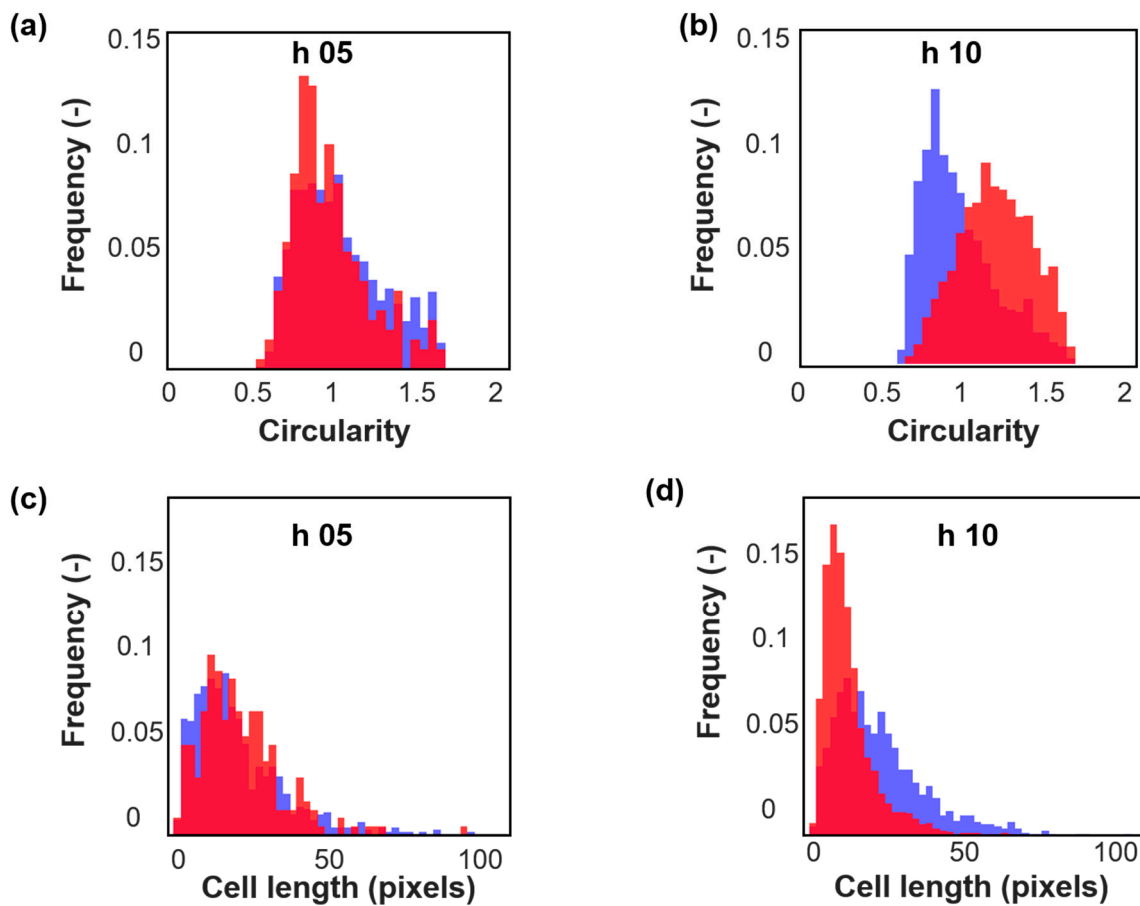 (a)
h 05
0.15
0.1
0.05
0
Frequency (-)
0 0.5 1 1.5 2
Circularity
(b)
h 10
0.15
0.1
0.05
0
Frequency (-)
0 0.5 1 1.5 2
Circularity
(c)
h 05
0.15
0.1
0.05
0
Frequency (-)
0 50 100
Cell length (pixels)
(d)
h 10
0.15
0.1
0.05
0
Frequency (-)
0 50 100
Cell length (pixels)